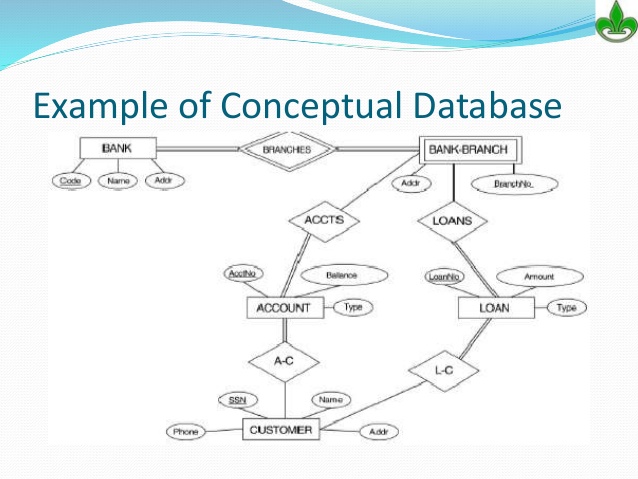 Example of Conceptual Database
BANK
BRANCHIES
BANK-BRANCH
Code
Name
Addr
Addr
BranchNo
ACCTS
LOANS
AcctNo
Balance
LoanNo
Amount
ACCOUNT
Type
LOAN
Type
A-C
L-C
SSN
Name
Phone
CUSTOMER
Addr